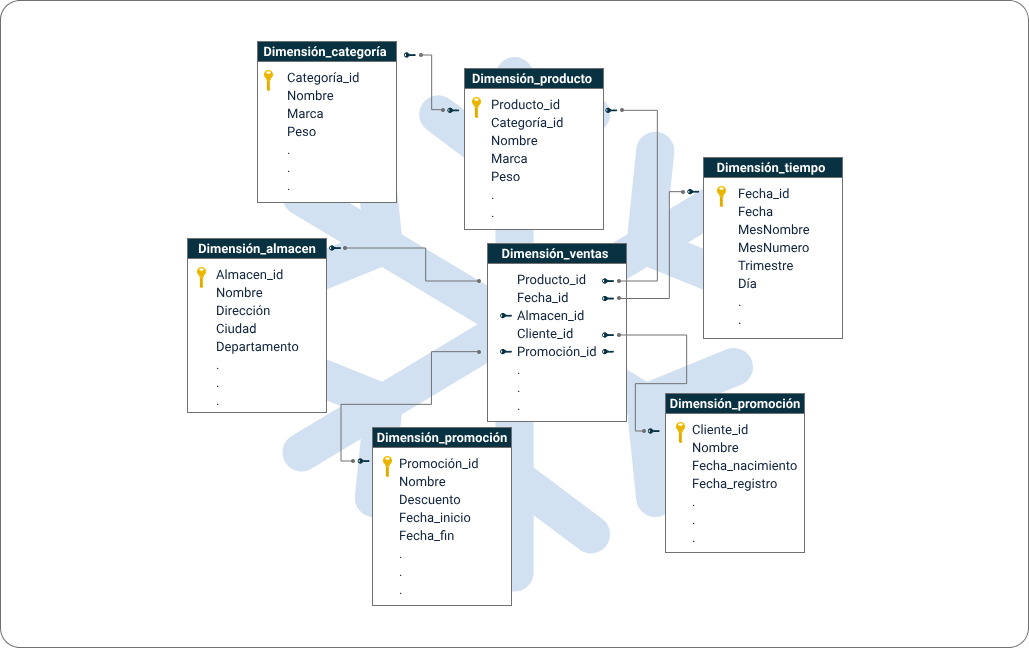 Dimensión_categoría
Categoría_id
Nombre
Marca
Peso
.
.
.
Dimensión_producto
Producto_id
Categoría_id
Nombre
Marca
Peso
.
.
Dimensión_tiempo
Fecha_id
Fecha
MesNombre
MesNumero
Trimestre
Día
.
.
Dimensión_almacen
Almacen_id
Nombre
Dirección
Ciudad
Departamento
.
.
.
Dimensión_ventas
Producto_id
Fecha_id
Almacen_id
Cliente_id
Promoción_id
.
.
.
Dimensión_promoción
Cliente_id
Nombre
Fecha_nacimiento
Fecha_registro
.
.
.
Dimensión_promoción
Promoción_id
Nombre
Descuento
Fecha_inicio
Fecha_fin
.
.
.